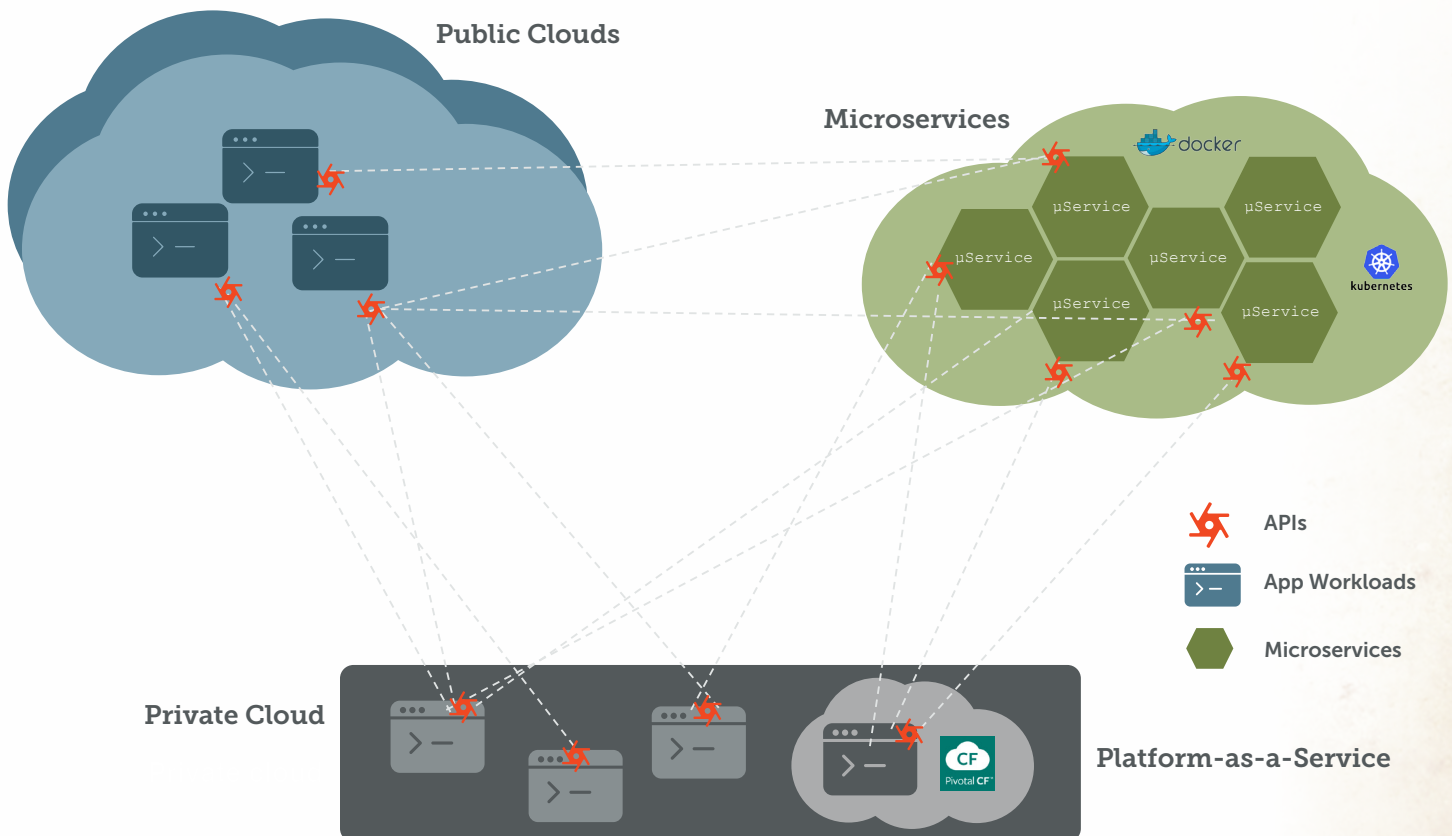 Public Clouds
Microservices
docker
µService
µService
µService
µService
µService
µService
kubernetes
APIs
App Workloads
Microservices
Private Cloud
CF
Pivotal CF™
Platform-as-a-Service